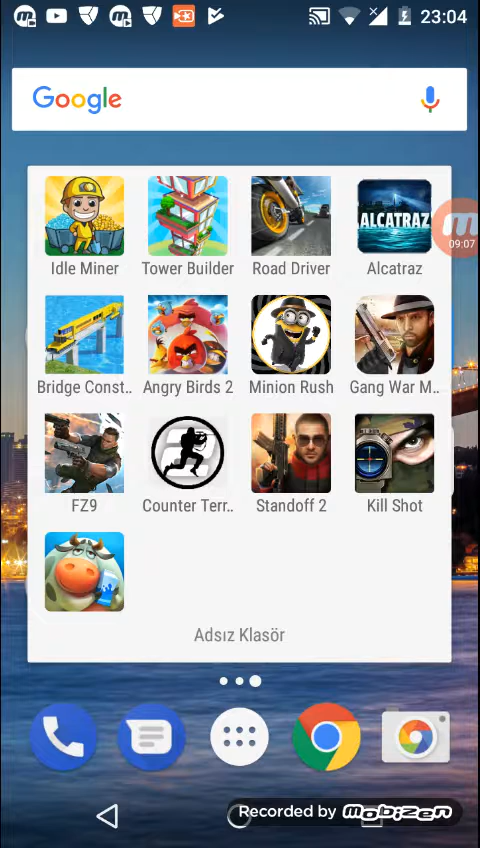 23:04
Google
ALCATRAZ
09:07
Idle Miner
Tower Builder
Road Driver
Alcatraz
Bridge Const..
Angry Birds 2
Minion Rush
Gang War M..
FZ9
Counter Terr..
Standoff 2
Kill Shot
Adsız Klasör
Recorded by mobizen